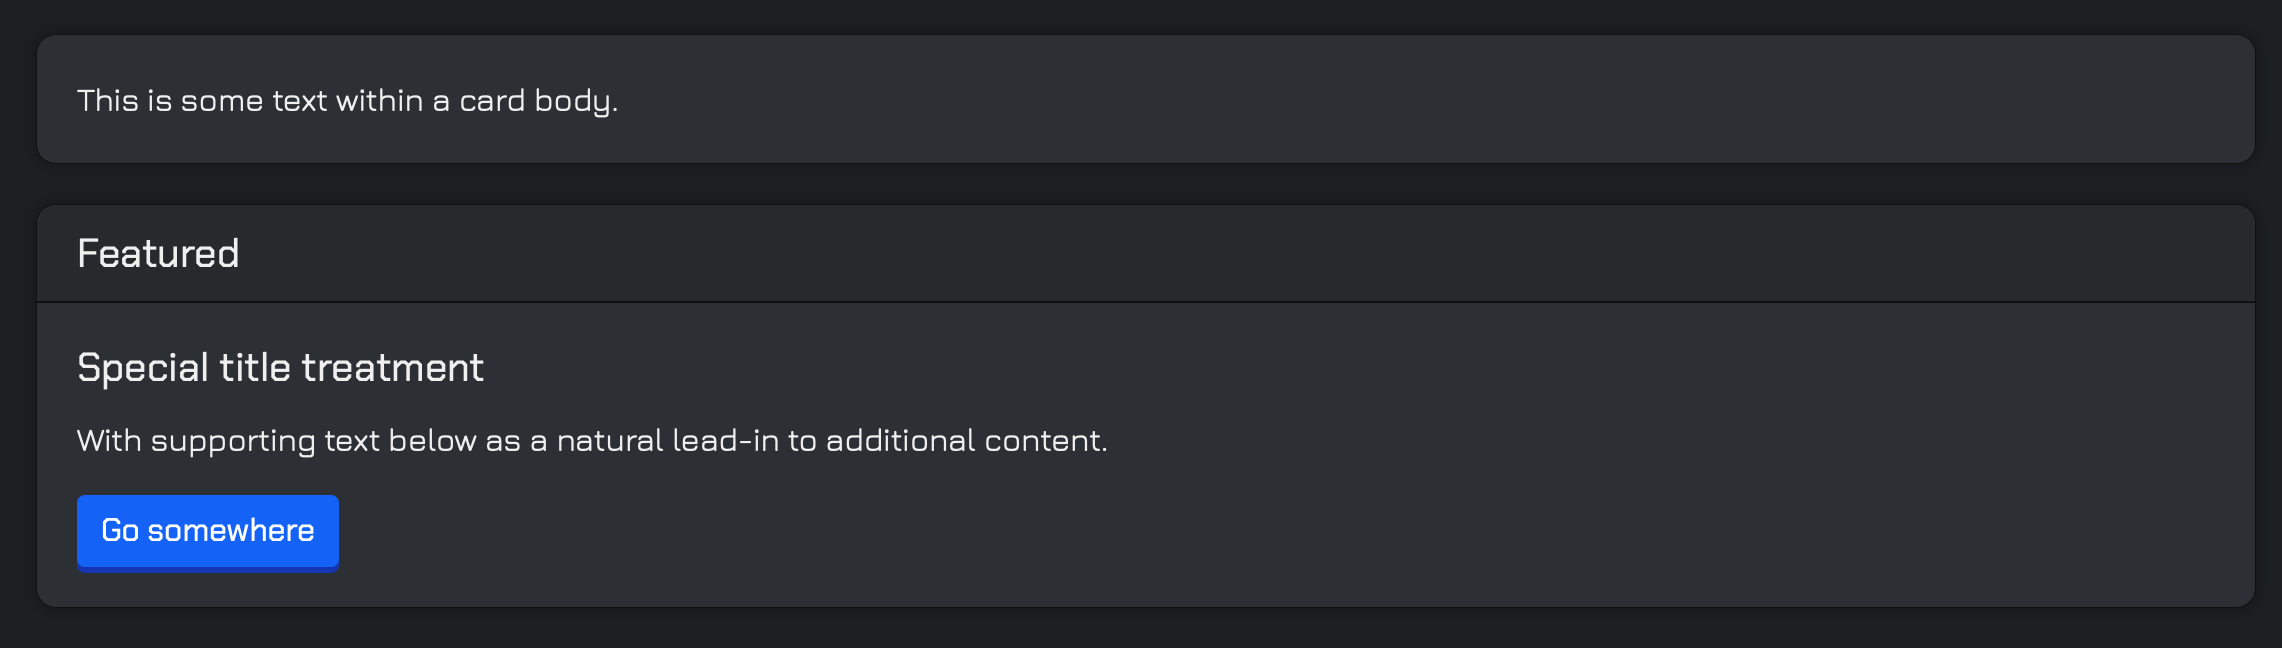 This is some text within a card body.
Featured
Special title treatment
With supporting text below as a natural lead-in to additional content.
Go somewhere